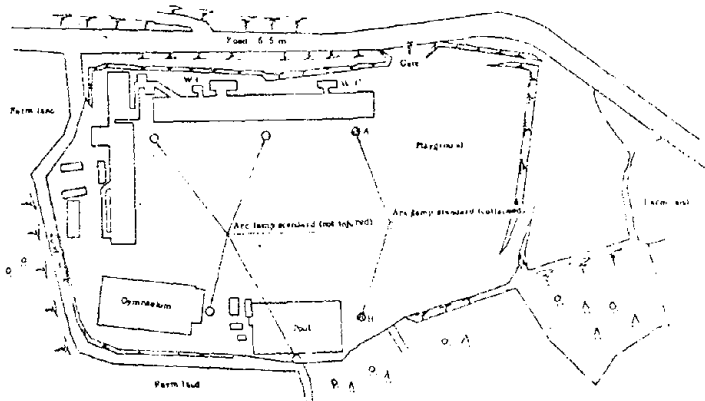 Road 6.5 m
Gate
W.C
W.C
Farm land
A
Playground
Arc lamp standard (not injured)
Arc lamp standard (collapsed)
Farm land
Gymnasium
Pool
H
Farm land